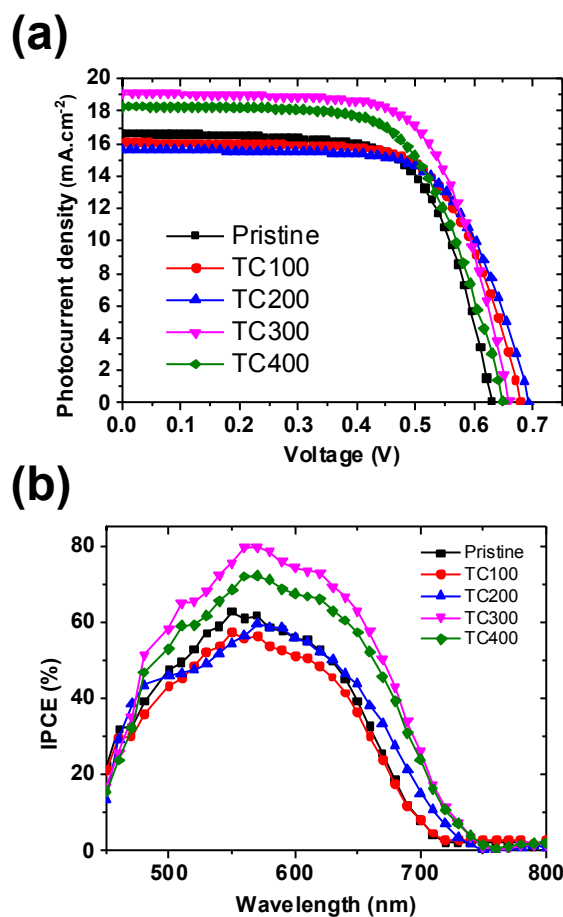 (a)
Photocurrent density (mA.cm-2)
20
18
16
14
12
10
8
6
4
2
0
Pristine
TC100
TC200
TC300
TC400
0.0 0.1 0.2 0.3 0.4 0.5 0.6 0.7
Voltage (V)
(b)
IPCE (%)
80
60
40
20
0
Pristine
TC100
TC200
TC300
TC400
500 600 700 800
Wavelength (nm)